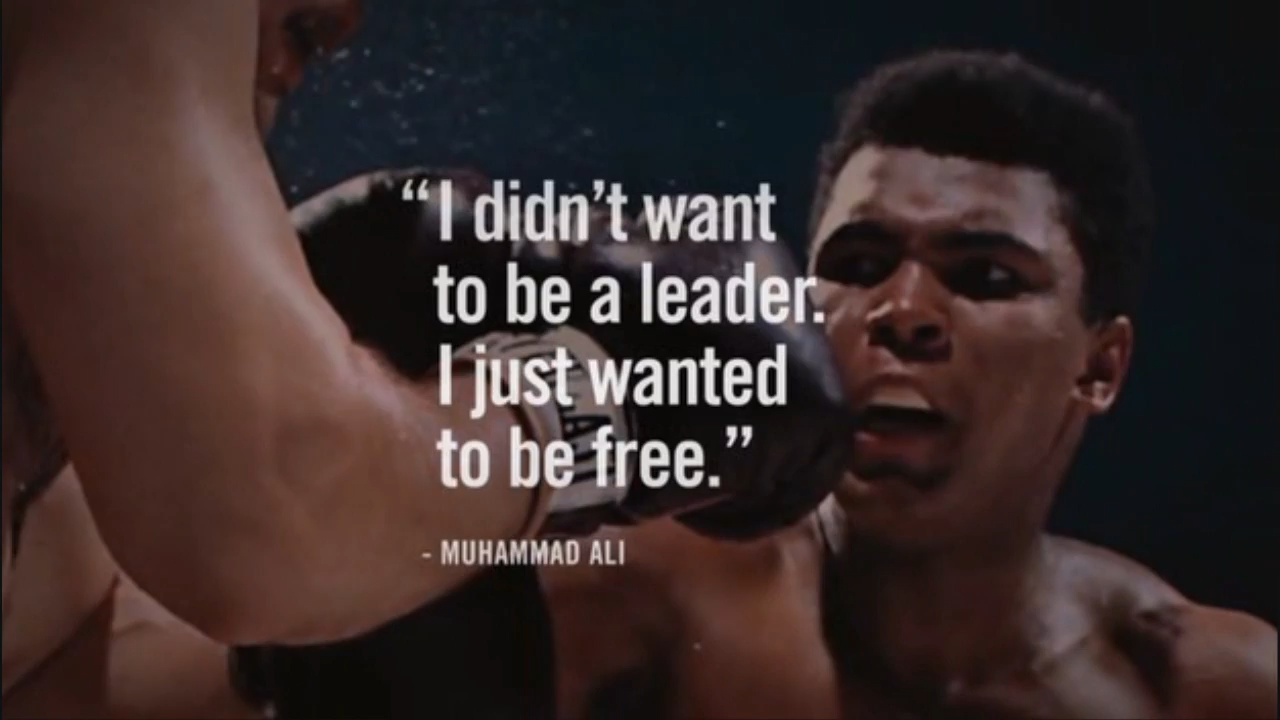 “I didn’t want
to be a leader.
I just wanted
to be free.”
- MUHAMMAD ALI